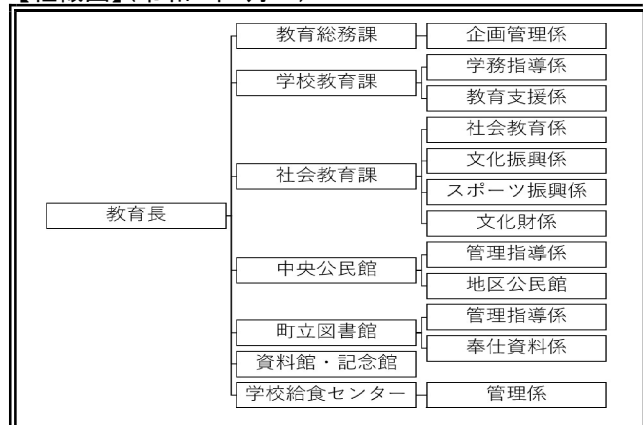 教育総務課 企画管理係
学校教育課 学務指導係
教育支援係
社会教育課 社会教育係
文化振興係
スポーツ振興係
文化財係
教育長
中央公民館 管理指導係
地区公民館
町立図書館 管理指導係
奉仕資料係
資料館・記念館
学校給食センター 管理係